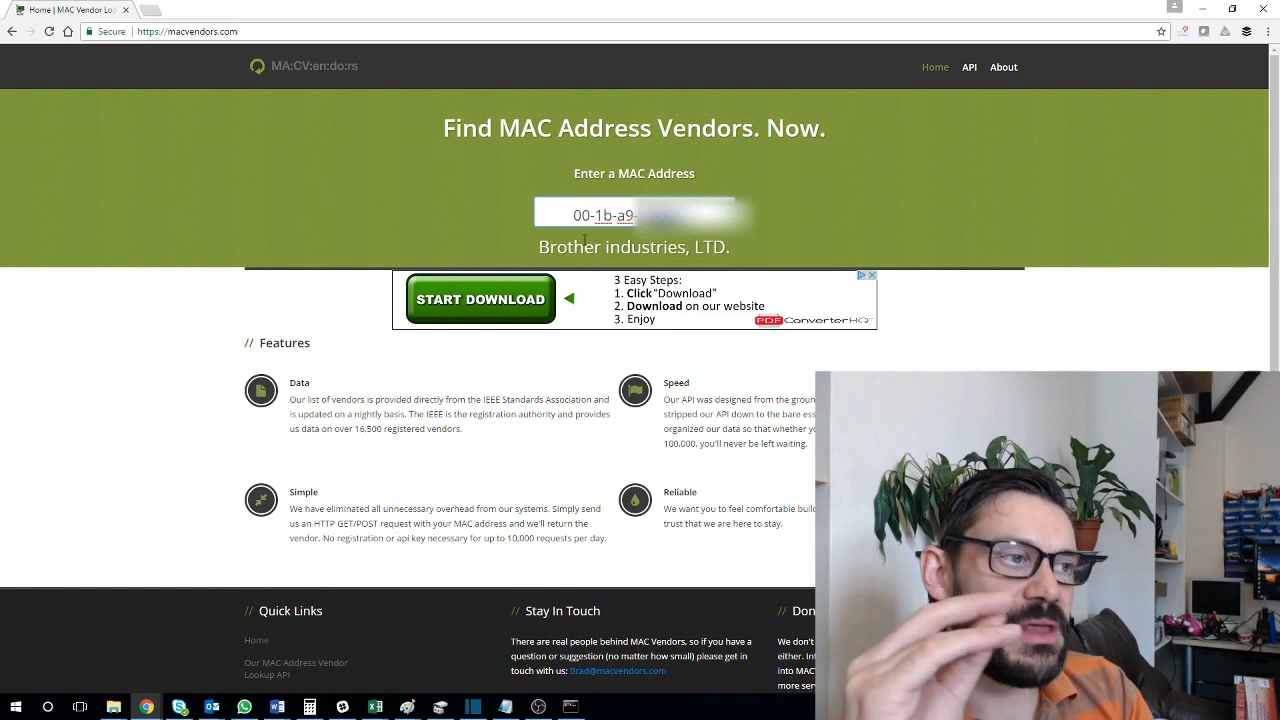 Home | MAC Vendor Loo
Secure
https://macvendors.com
MA:CV:en:do:rs
Home
API
About
Find MAC Address Vendors. Now.
Enter a MAC Address
00-1b-a9-
Brother industries, LTD.
START DOWNLOAD
3 Easy Steps:
1. Click "Download"
2. Download on our website
3. Enjoy
PDFConverterHQ™
// Features
Data
Our list of vendors is provided directly from the IEEE Standards Association and
is updated on a nightly basis. The IEEE is the registration authority and provides
us data on over 16,500 registered vendors.
Speed
Our API was designed from the groun
stripped our API down to the bare ess
organized our data so that whether yo
100,000, you'll never be left waiting.
Simple
We have eliminated all unnecessary overhead from our systems. Simply send
us an HTTP GET/POST request with your MAC address and we'll return the
vendor. No registration or api key necessary for up to 10,000 requests per day.
Reliable
We want you to feel comfortable buil
trust that we are here to stay.
// Quick Links
Home
Our MAC Address Vendor
Lookup API
// Stay In Touch
There are real people behind MAC Vendors, so if you have a
question or suggestion (no matter how small) please get in
touch with us: Brad@macvendors.com
// Don
We don't
either. Int
into MAC
more serv